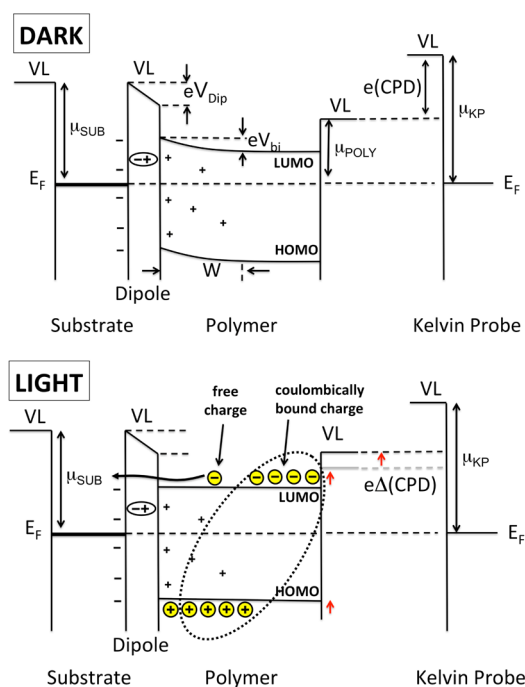 DARK
VL
VL
eV_Dip
VL
e(CPD)
μ_KP
μ_SUB
−
−+
eV_bi
LUMO
VL
μ_POLY
E_F
E_F
HOMO
W
Dipole
Substrate
Polymer
Kelvin Probe
LIGHT
free
charge
coulombically
bound charge
VL
VL
VL
VL
μ_SUB
μ_KP
LUMO
eΔ(CPD)
−+
E_F
E_F
HOMO
Dipole
Substrate
Polymer
Kelvin Probe